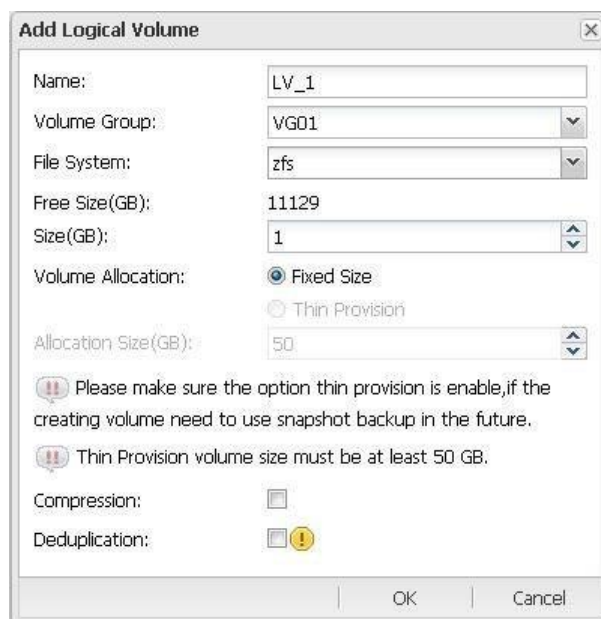 Add Logical Volume
Name: LV_1
Volume Group: VG01
File System: zfs
Free Size(GB): 11129
Size(GB): 1
Volume Allocation: Fixed Size
Thin Provision
Allocation Size(GB): 50
!! Please make sure the option thin provision is enable,if the
creating volume need to use snapshot backup in the future.
!! Thin Provision volume size must be at least 50 GB.
Compression:
Deduplication: !
OK Cancel